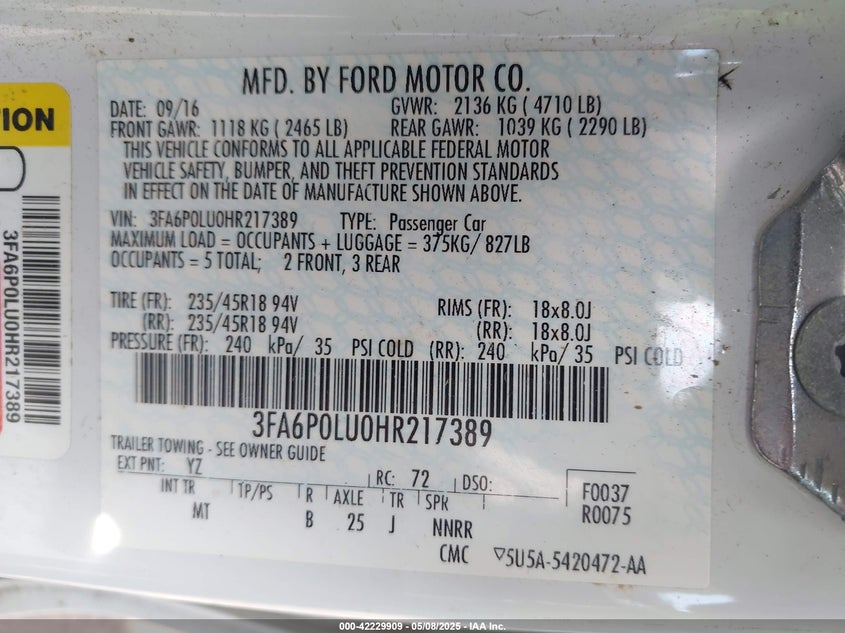 MFD. BY FORD MOTOR CO.
DATE: 09/16 GVWR: 2136 KG ( 4710 LB)
FRONT GAWR: 1118 KG ( 2465 LB) REAR GAWR: 1039 KG ( 2290 LB)
THIS VEHICLE CONFORMS TO ALL APPLICABLE FEDERAL MOTOR
VEHICLE SAFETY, BUMPER, AND THEFT PREVENTION STANDARDS
IN EFFECT ON THE DATE OF MANUFACTURE SHOWN ABOVE.
VIN: 3FA6P0LU0HR217389 TYPE: Passenger Car
MAXIMUM LOAD = OCCUPANTS + LUGGAGE = 375KG/ 827LB
OCCUPANTS = 5 TOTAL; 2 FRONT, 3 REAR
TIRE (FR): 235/45R18 94V RIMS (FR): 18x8.0J
(RR): 235/45R18 94V (RR): 18x8.0J
PRESSURE (FR): 240 kPa/ 35 PSI COLD (RR): 240 kPa/ 35 PSI COLD
3FA6P0LU0HR217389
TRAILER TOWING - SEE OWNER GUIDE
EXT PNT: YZ RC: 72 DSO: F0037
INT TR TP/PS R AXLE TR SPK R0075
MT B 25 J NNRR
CMC ▽5U5A-5420472-AA
TION
3FA6P0LU0HR217389
000-42229909 - 05/08/2025 - IAA Inc.